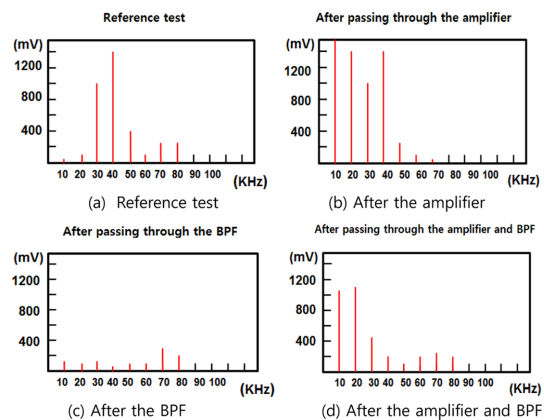 Reference test
(mV)
1200
800
400
10 20 30 40 50 60 70 80 90 100
(KHz)
(a) Reference test
After passing through the amplifier
(mV)
1200
800
400
10 20 30 40 50 60 70 80 90 100
(KHz)
(b) After the amplifier
After passing through the BPF
(mV)
1200
800
400
10 20 30 40 50 60 70 80 90 100
(KHz)
(c) After the BPF
After passing through the amplifier and BPF
(mV)
1200
800
400
10 20 30 40 50 60 70 80 90 100
(KHz)
(d) After the amplifier and BPF